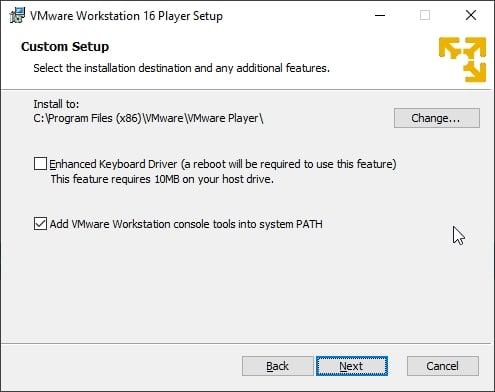 VMware Workstation 16 Player Setup
Custom Setup
Select the installation destination and any additional features.
Install to:
C:\Program Files (x86)\VMware\VMware Player\
Change...
Enhanced Keyboard Driver (a reboot will be required to use this feature)
This feature requires 10MB on your host drive.
Add VMware Workstation console tools into system PATH
Back Next Cancel